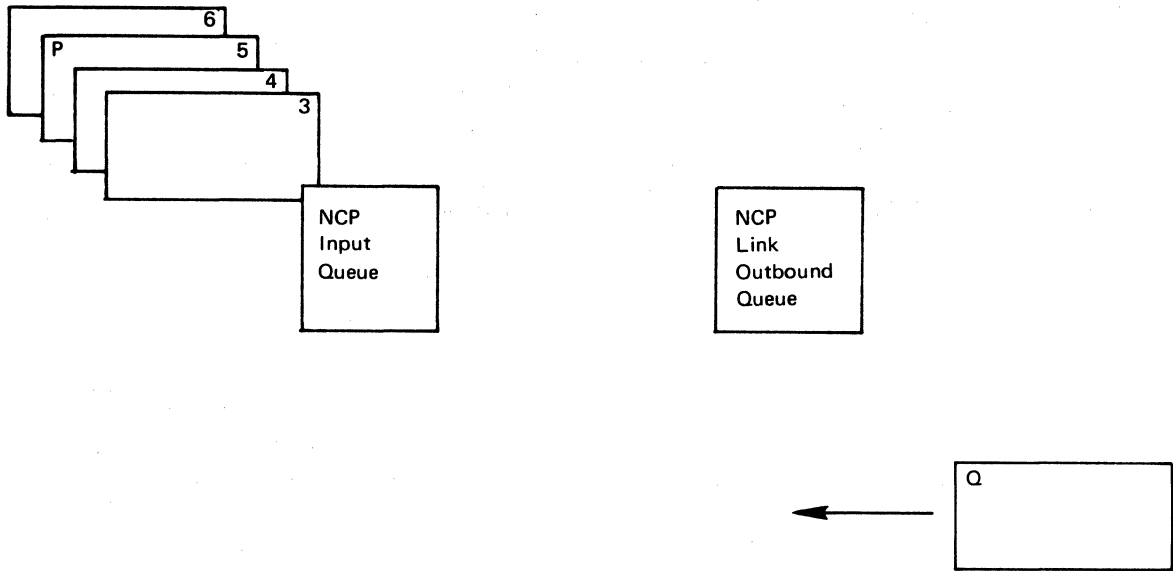 6
P 5
4
3
NCP
Input
Queue
NCP
Link
Outbound
Queue
Q